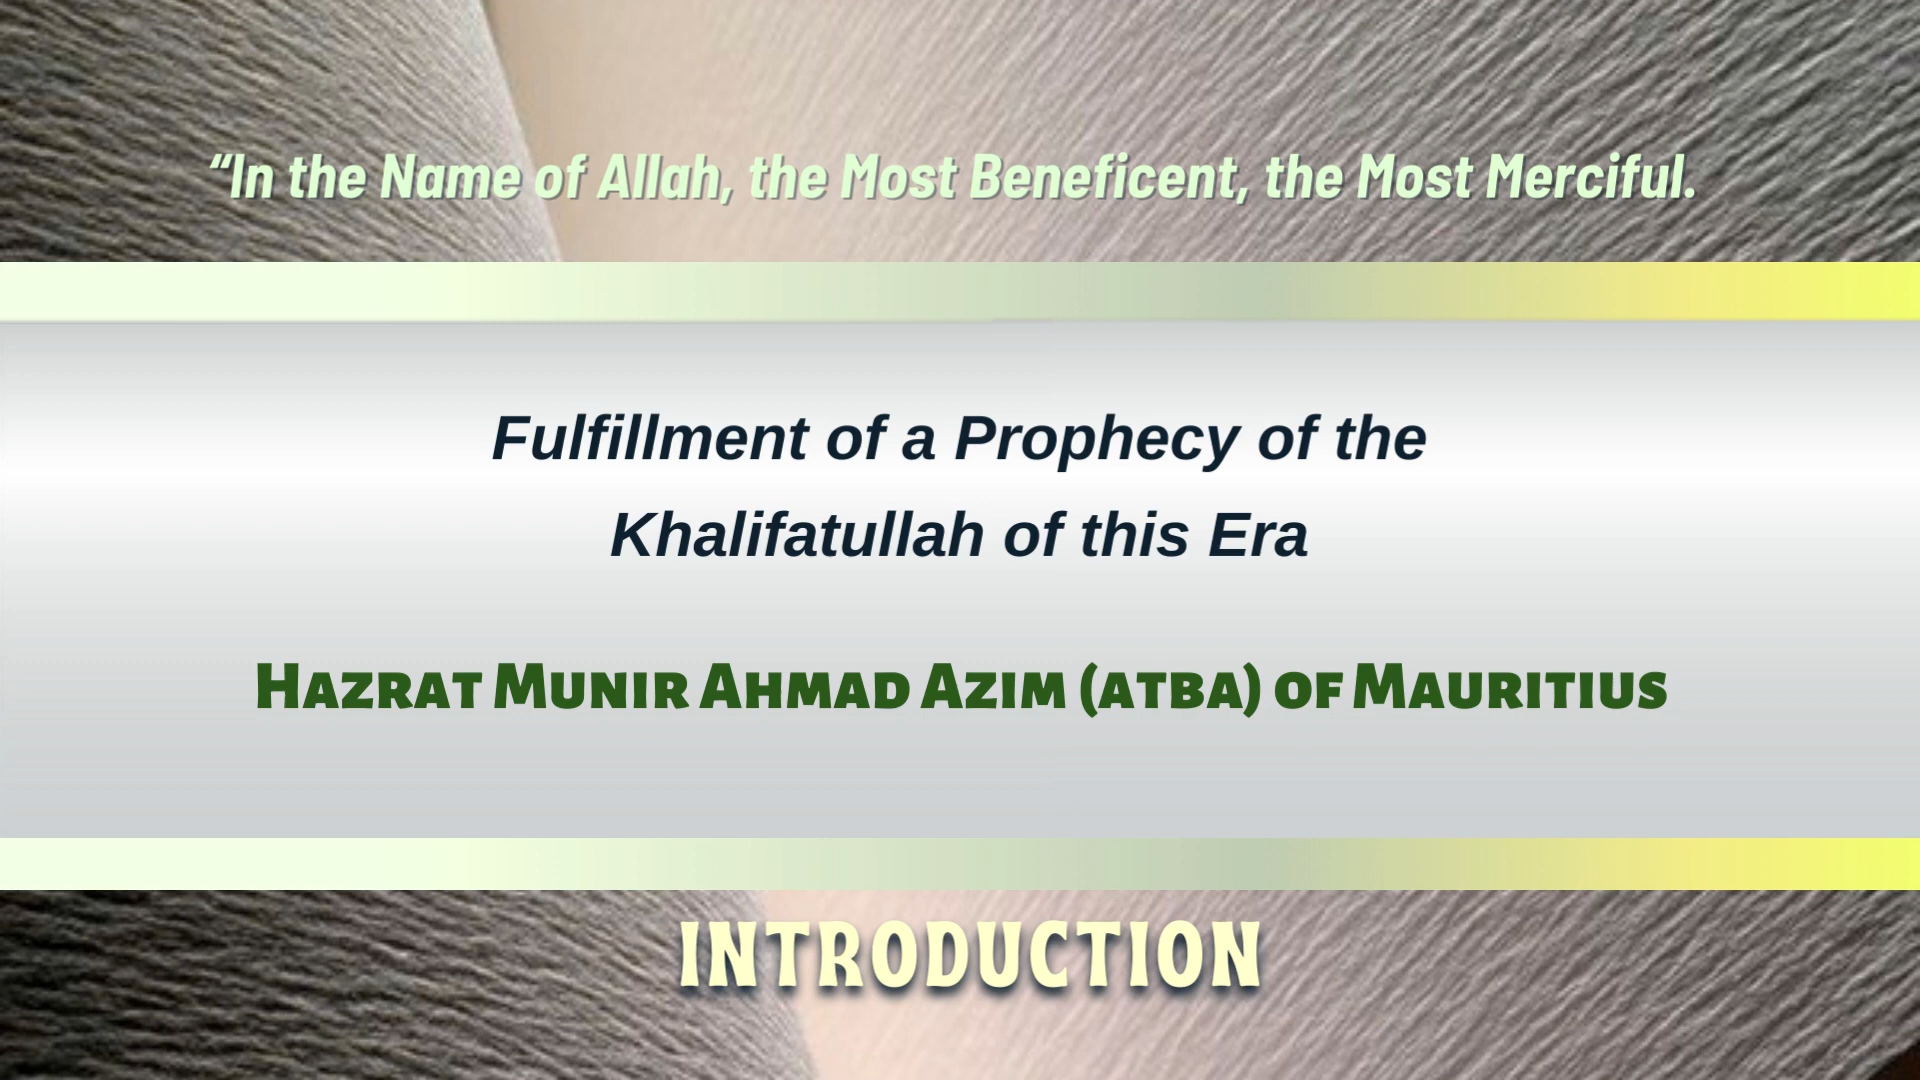 “In the Name of Allah, the Most Beneficent, the Most Merciful.
Fulfillment of a Prophecy of the
Khalifatullah of this Era
Hazrat Munir Ahmad Azim (atba) of Mauritius
INTRODUCTION